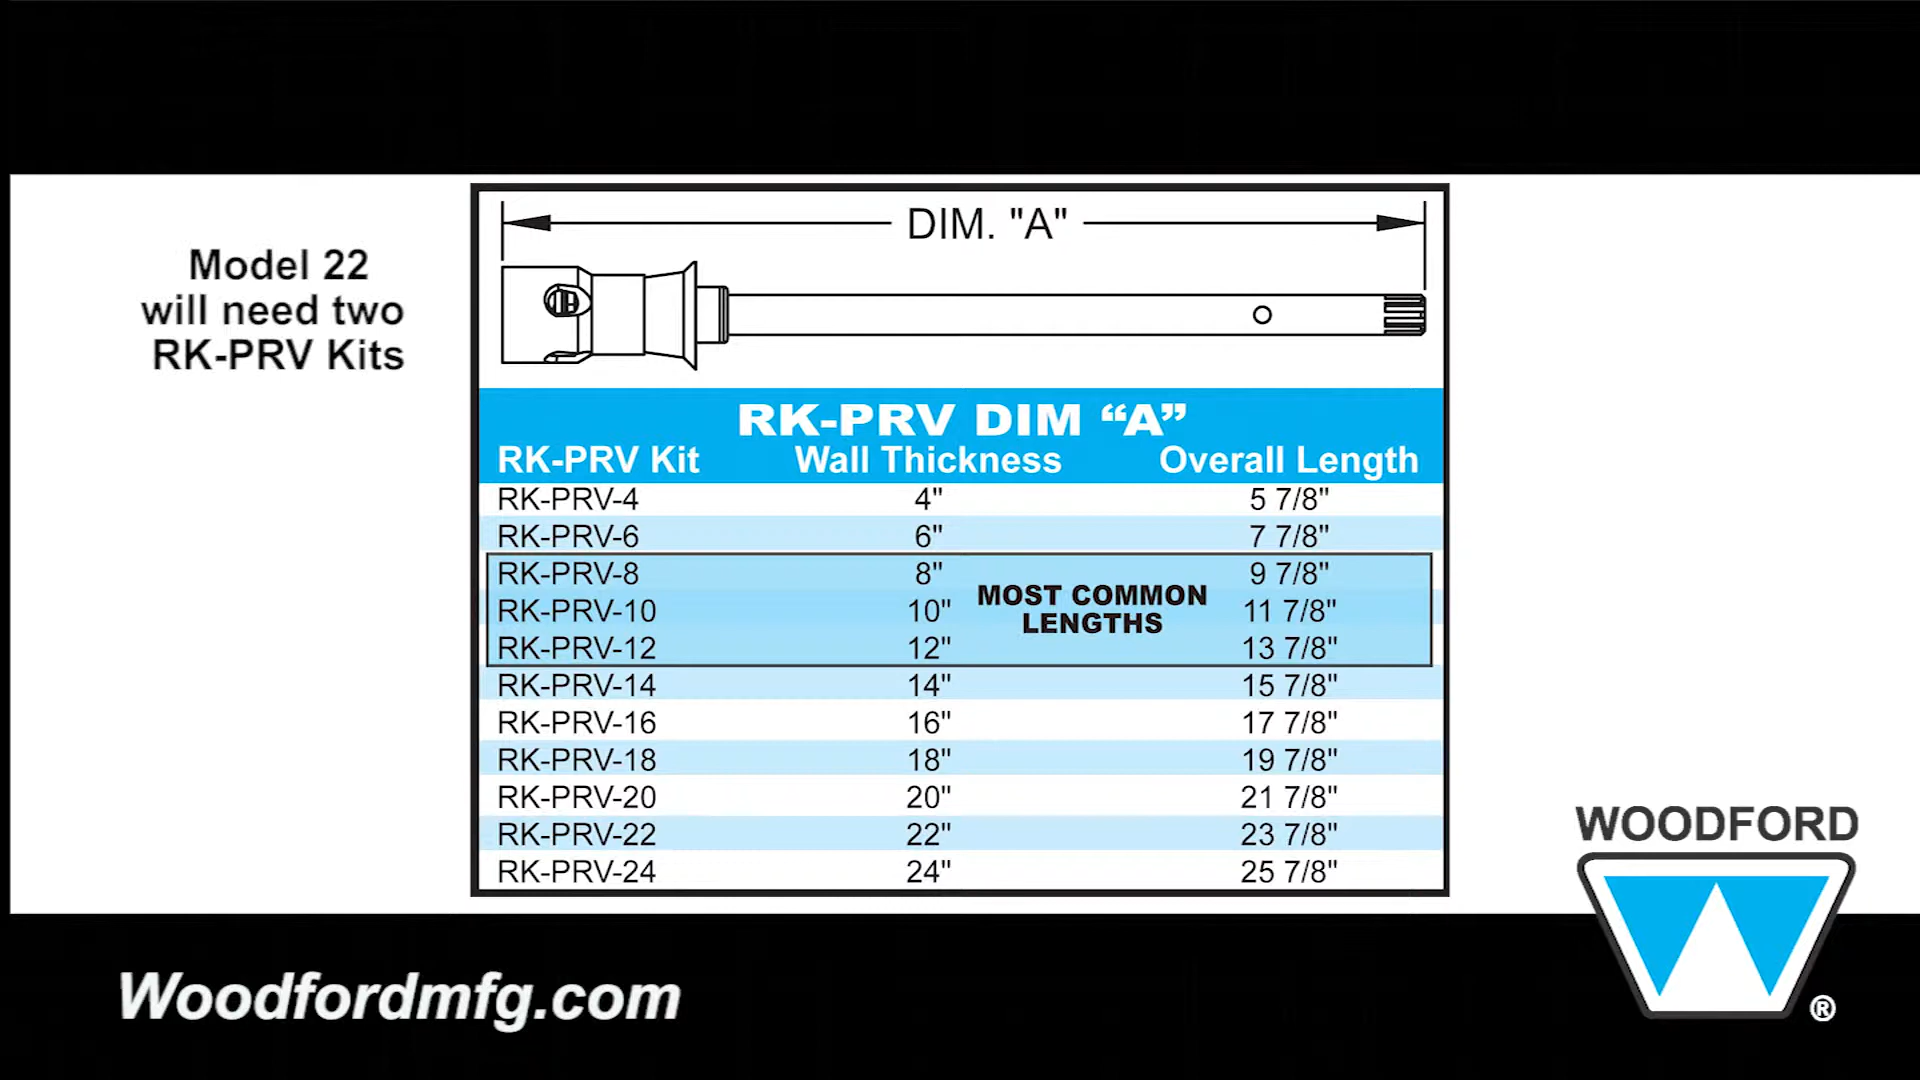 Model 22
will need two
RK-PRV Kits
DIM. "A"
RK-PRV DIM “A”
RK-PRV Kit Wall Thickness Overall Length
RK-PRV-4 4" 5 7/8"
RK-PRV-6 6" 7 7/8"
RK-PRV-8 8" 9 7/8"
MOST COMMON
RK-PRV-10 10" 11 7/8"
LENGTHS
RK-PRV-12 12" 13 7/8"
RK-PRV-14 14" 15 7/8"
RK-PRV-16 16" 17 7/8"
RK-PRV-18 18" 19 7/8"
RK-PRV-20 20" 21 7/8"
RK-PRV-22 22" 23 7/8"
RK-PRV-24 24" 25 7/8"
WOODFORD
®
Woodfordmfg.com